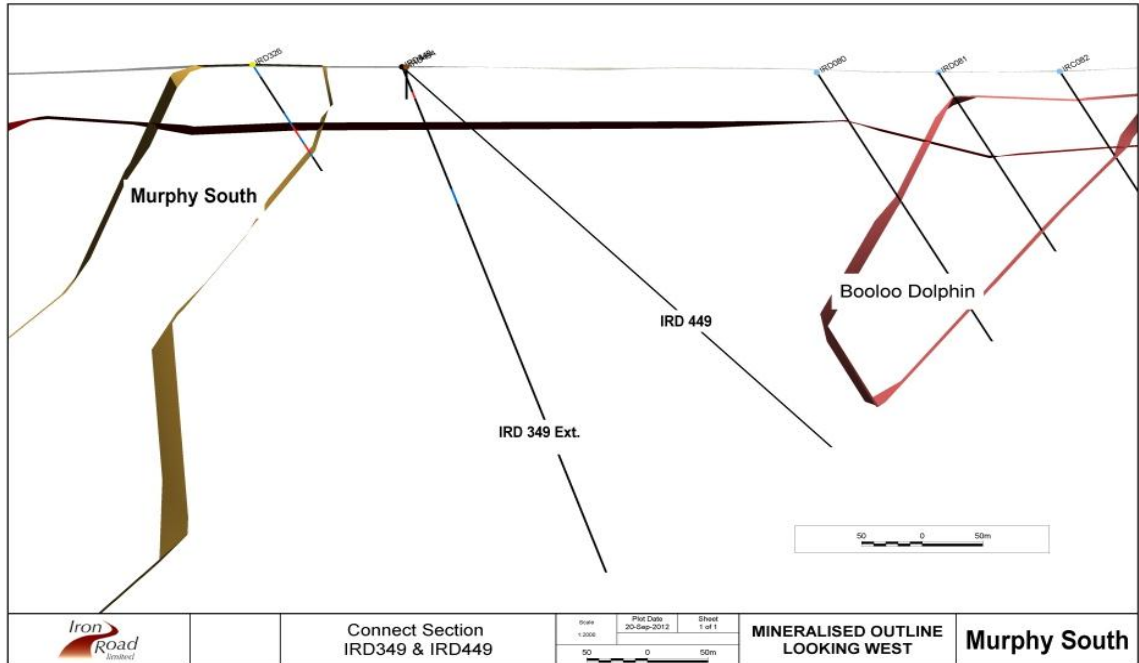 IRD326
IRD080
IRD081
IRC082
Murphy South
Booloo Dolphin
IRD 449
IRD 349 Ext.
50 0 50m
Iron
Road
limited
Connect Section
IRD349 & IRD449
Scale
1:2000
Plot Date
20-Sep-2012
Sheet
1 of 1
50 0 50m
MINERALISED OUTLINE
LOOKING WEST
Murphy South